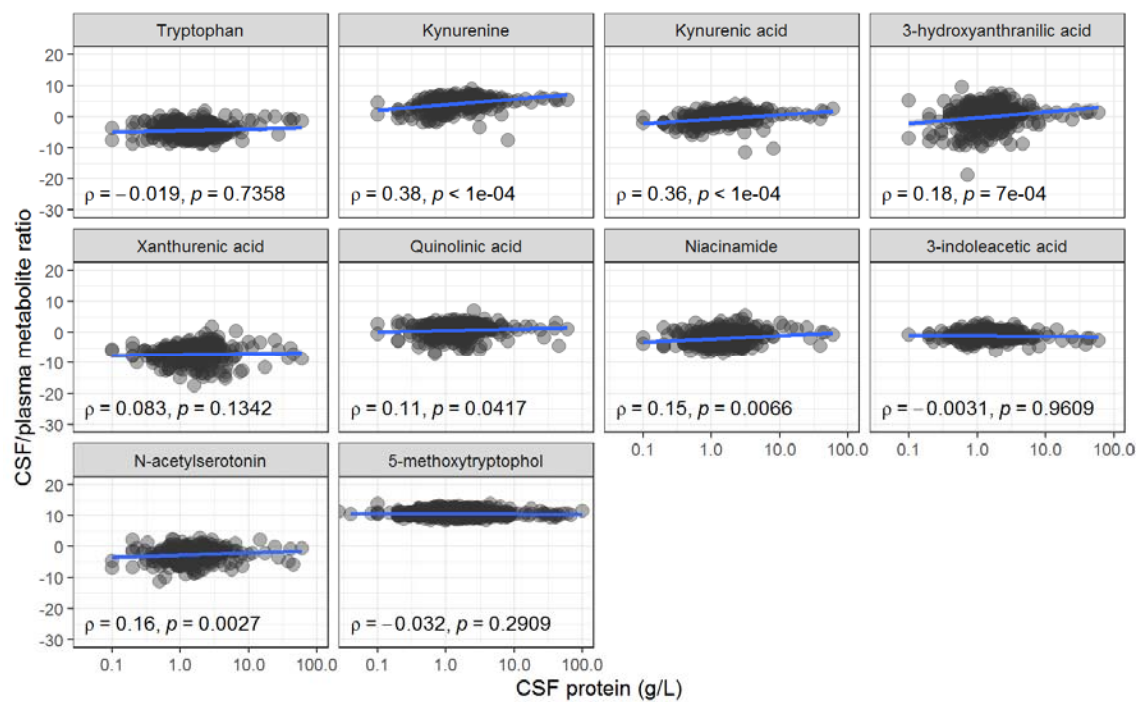 Tryptophan
Kynurenine
Kynurenic acid
3-hydroxyanthranilic acid
20
10
0
-10
-20
-30
ρ = −0.019, p = 0.7358
ρ = 0.38, p < 1e-04
ρ = 0.36, p < 1e-04
ρ = 0.18, p = 7e-04
Xanthurenic acid
Quinolinic acid
Niacinamide
3-indoleacetic acid
20
10
0
-10
-20
-30
ρ = 0.083, p = 0.1342
ρ = 0.11, p = 0.0417
ρ = 0.15, p = 0.0066
ρ = −0.0031, p = 0.9609
0.1 1.0 10.0 100.0
0.1 1.0 10.0 100.0
N-acetylserotonin
5-methoxytryptophol
20
10
0
-10
-20
-30
ρ = 0.16, p = 0.0027
ρ = −0.032, p = 0.2909
0.1 1.0 10.0 100.0
0.1 1.0 10.0 100.0
CSF protein (g/L)
CSF/plasma metabolite ratio